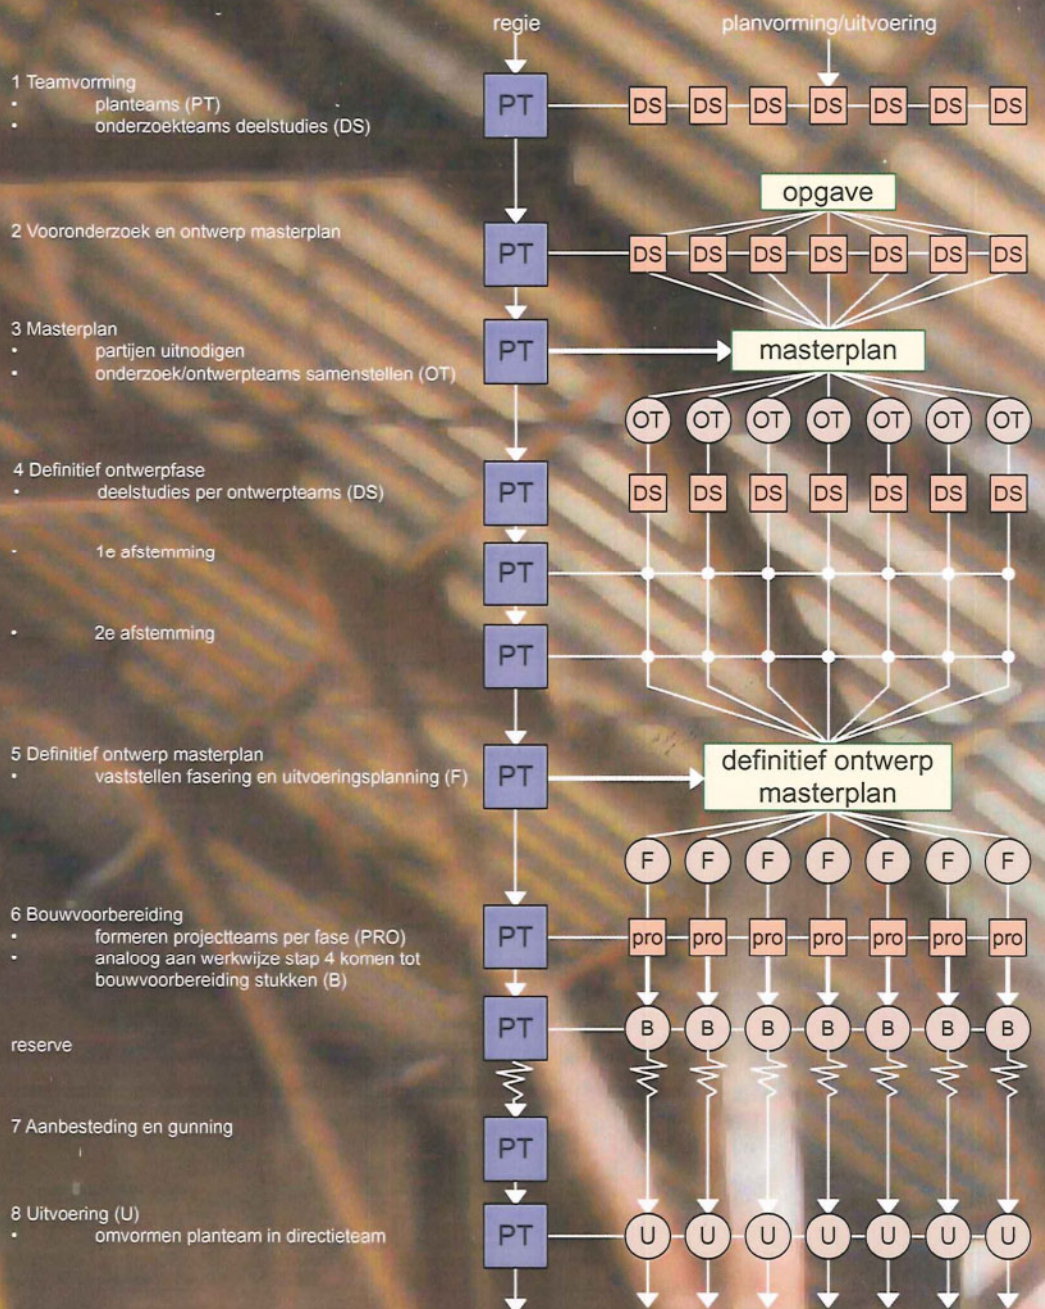 regie planvorming/uitvoering
1 Teamvorming
• planteams (PT)
• onderzoekteams deelstudies (DS)
PT DS DS DS DS DS DS DS
opgave
2 Vooronderzoek en ontwerp masterplan
PT DS DS DS DS DS DS DS
3 Masterplan
• partijen uitnodigen
• onderzoek/ontwerpteams samenstellen (OT)
PT masterplan
OT OT OT OT OT OT OT
4 Definitief ontwerpfase
• deelstudies per ontwerpteams (DS)
PT DS DS DS DS DS DS DS
- 1e afstemming
PT
• 2e afstemming
PT
5 Definitief ontwerp masterplan
• vaststellen fasering en uitvoeringsplanning (F)
PT definitief ontwerp
masterplan
F F F F F F F
6 Bouwvoorbereiding
• formeren projectteams per fase (PRO)
• analoog aan werkwijze stap 4 komen tot
bouwvoorbereiding stukken (B)
PT pro pro pro pro pro pro pro
PT B B B B B B B
reserve
7 Aanbesteding en gunning
PT
8 Uitvoering (U)
• omvormen planteam in directieteam
PT U U U U U U U